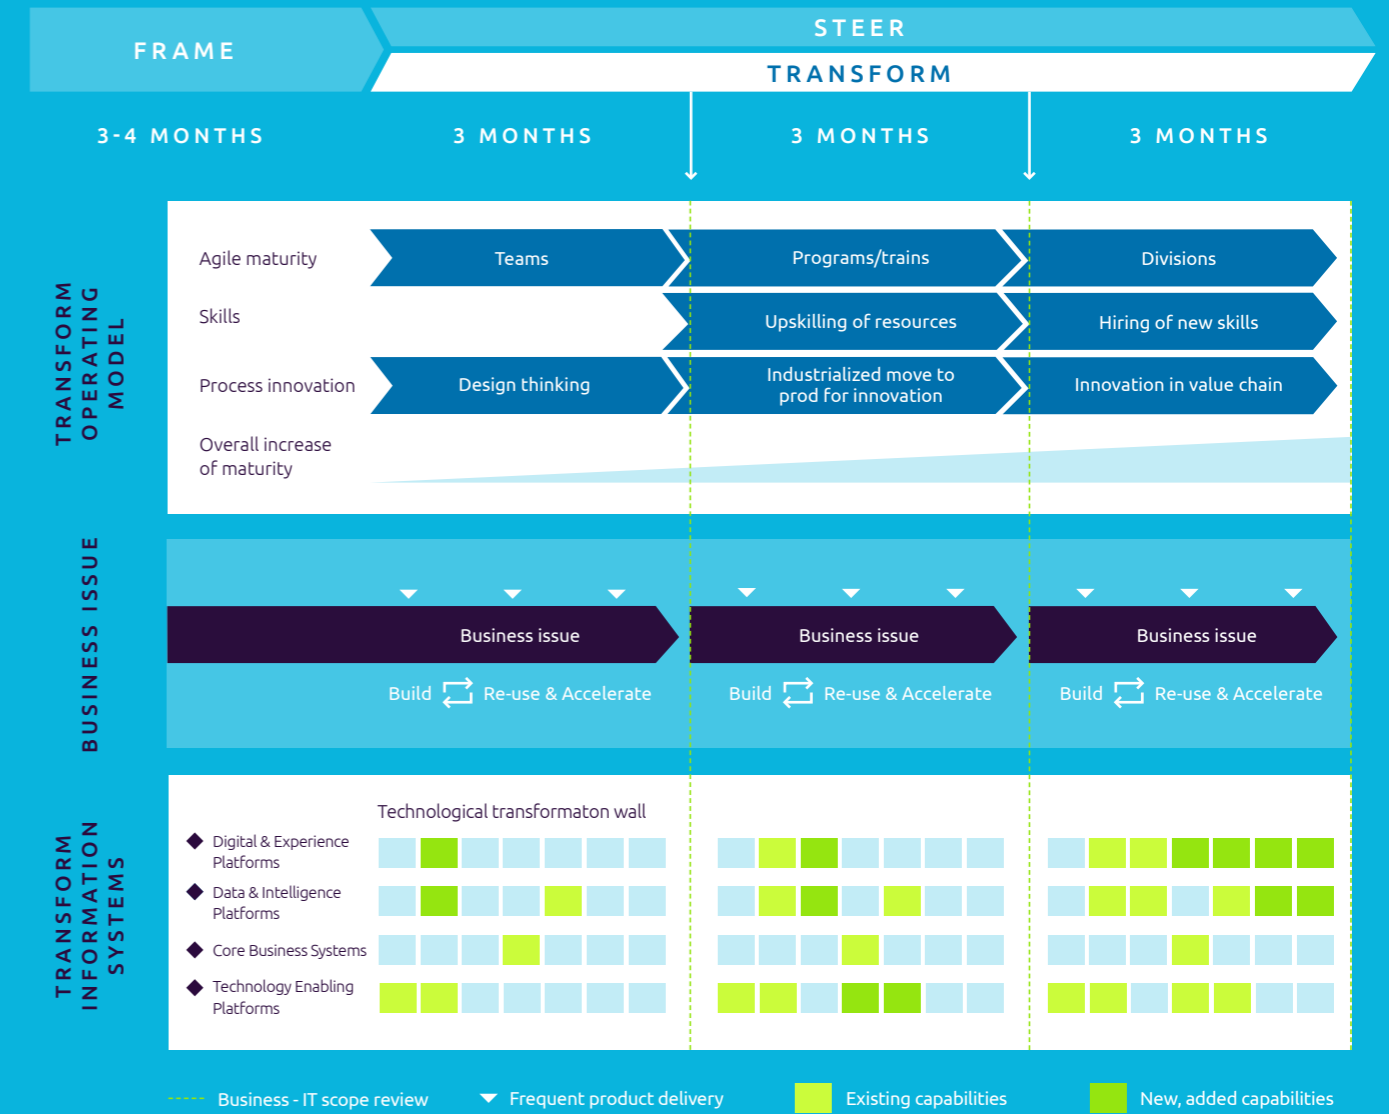 FRAME
STEER
TRANSFORM
3-4 MONTHS
3 MONTHS
3 MONTHS
3 MONTHS
TRANSFORM
OPERATING
MODEL
Agile maturity
Teams
Programs/trains
Divisions
Skills
Upskilling of resources
Hiring of new skills
Process innovation
Design thinking
Industrialized move to
prod for innovation
Innovation in value chain
Overall increase
of maturity
BUSINESS ISSUE
Business issue
Business issue
Business issue
Build Re-use & Accelerate
Build Re-use & Accelerate
Build Re-use & Accelerate
TRANSFORM
INFORMATION
SYSTEMS
Technological transformaton wall
Digital & Experience
Platforms
Data & Intelligence
Platforms
Core Business Systems
Technology Enabling
Platforms
Business - IT scope review
Frequent product delivery
Existing capabilities
New, added capabilities